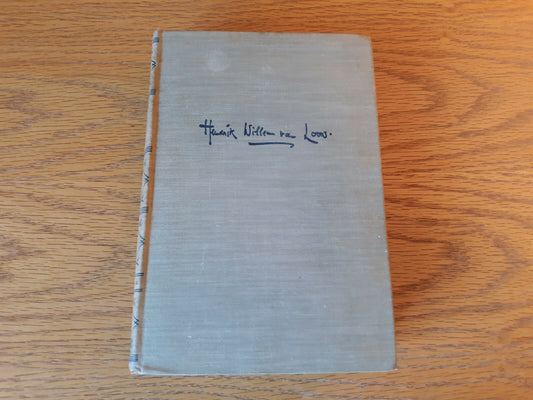 Hendrik Willem van Loon.